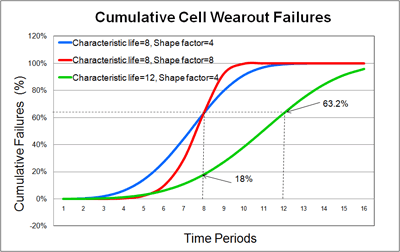 Cumulative Cell Wearout Failures
Cumulative Failures (%)
120%
100%
80%
60%
40%
20%
0%
-20%
Characteristic life=8, Shape factor=4
Characteristic life=8, Shape factor=8
Characteristic life=12, Shape factor=4
63.2%
18%
1 2 3 4 5 6 7 8 9 10 11 12 13 14 15 16
Time Periods